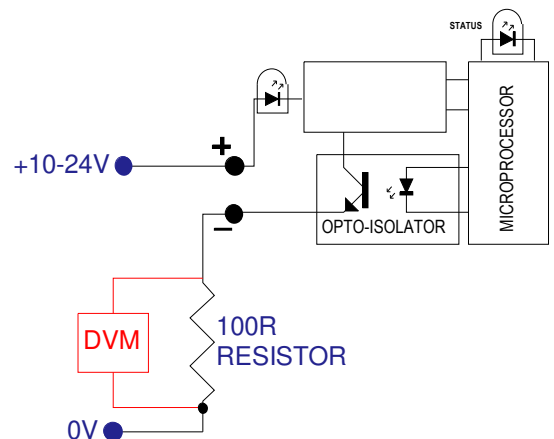 STATUS
MICROPROCESSOR
+
+10-24V
–
OPTO-ISOLATOR
100R
RESISTOR
DVM
0V